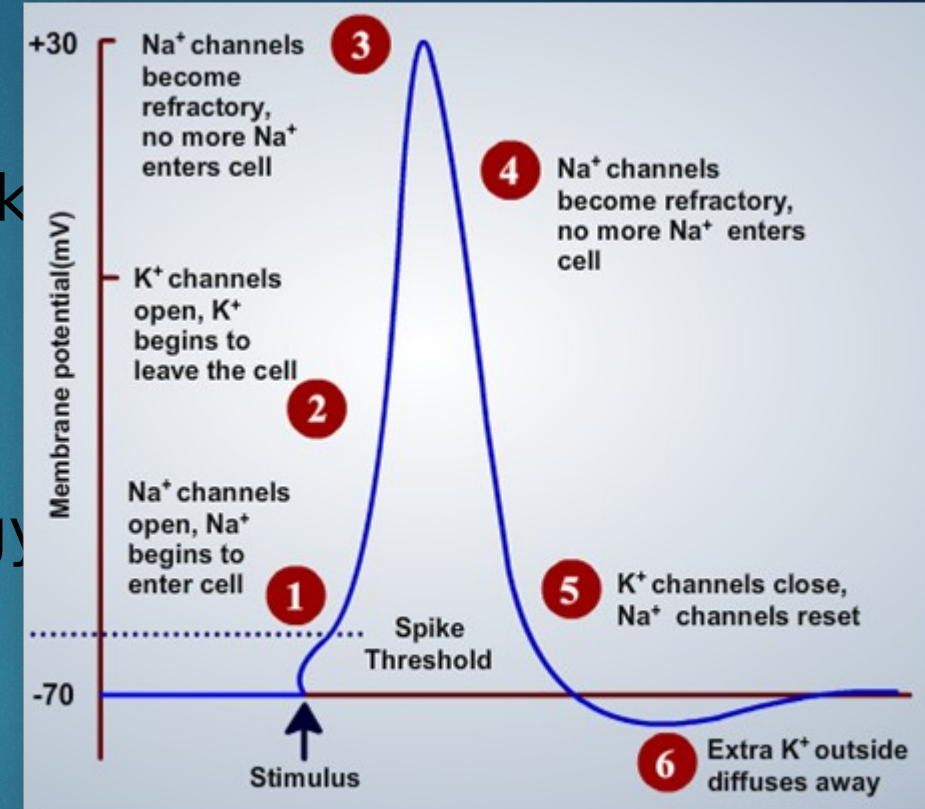 +30
Na⁺ channels
become
refractory,
no more Na⁺
enters cell
3
4
Na⁺ channels
become refractory,
no more Na⁺ enters
cell
Membrane potential(mV)
K⁺ channels
open, K⁺
begins to
leave the cell
2
Na⁺ channels
open, Na⁺
begins to
enter cell
1
Spike
Threshold
5
K⁺ channels close,
Na⁺ channels reset
-70
Stimulus
6
Extra K⁺ outside
diffuses away